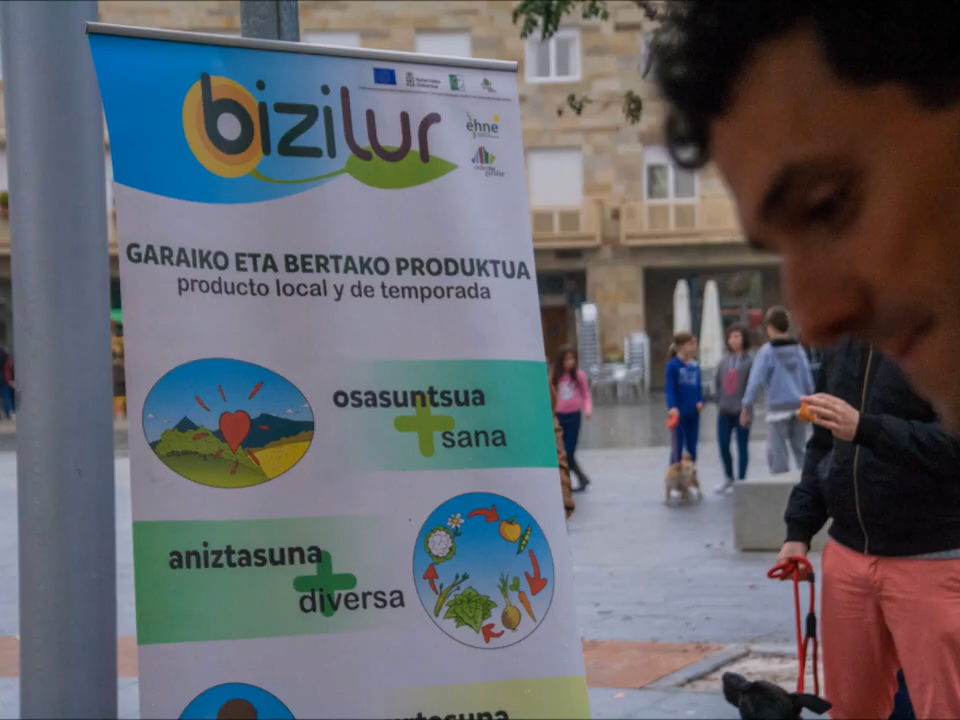 bizilur
ehne
GARAIKO ETA BERTAKO PRODUKTUA
producto local y de temporada
osasuntsua
+ sana
aniztasuna
+ diversa